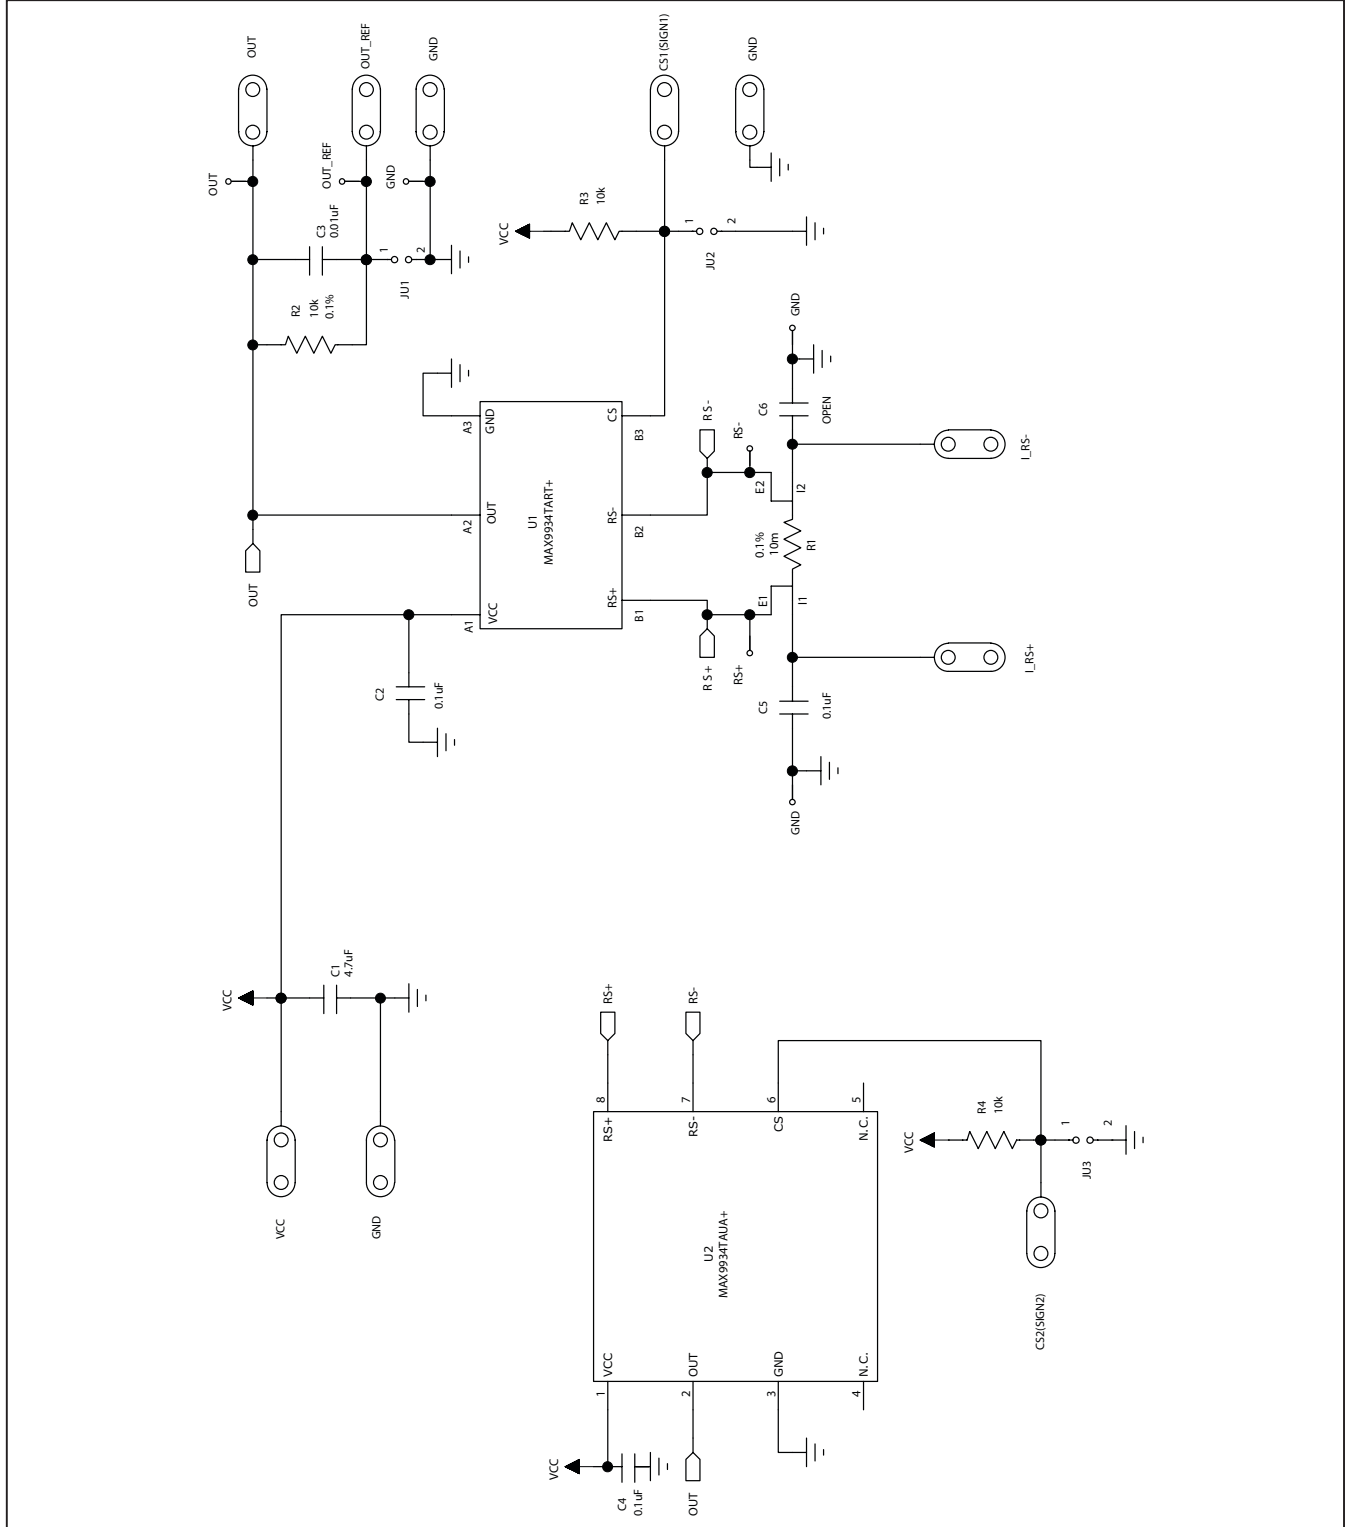 VCC
GND
VCC
C1
4.7uF
OUT
OUT
OUT
OUT_REF
OUT_REF
GND
GND
C3
0.01uF
R2
10k
0.1%
1
2
JU1
C2
0.1uF
A1
VCC
A2
OUT
A3
GND
U1
MAX9934TART+
RS+
B1
RS-
B2
CS
B3
VCC
R3
10k
CS1(SIGN1)
GND
1
2
JU2
R S+
RS+
R S-
RS-
E1
I1
E2
I2
0.1%
10m
R1
C5
0.1uF
GND
C6
OPEN
GND
I_RS+
I_RS-
VCC
C4
0.1uF
OUT
1
VCC
2
OUT
3
GND
4
N.C.
U2
MAX9934TAUA+
RS+
8
RS+
RS-
7
RS-
CS
6
N.C.
5
VCC
R4
10k
1
2
JU3
CS2(SIGN2)